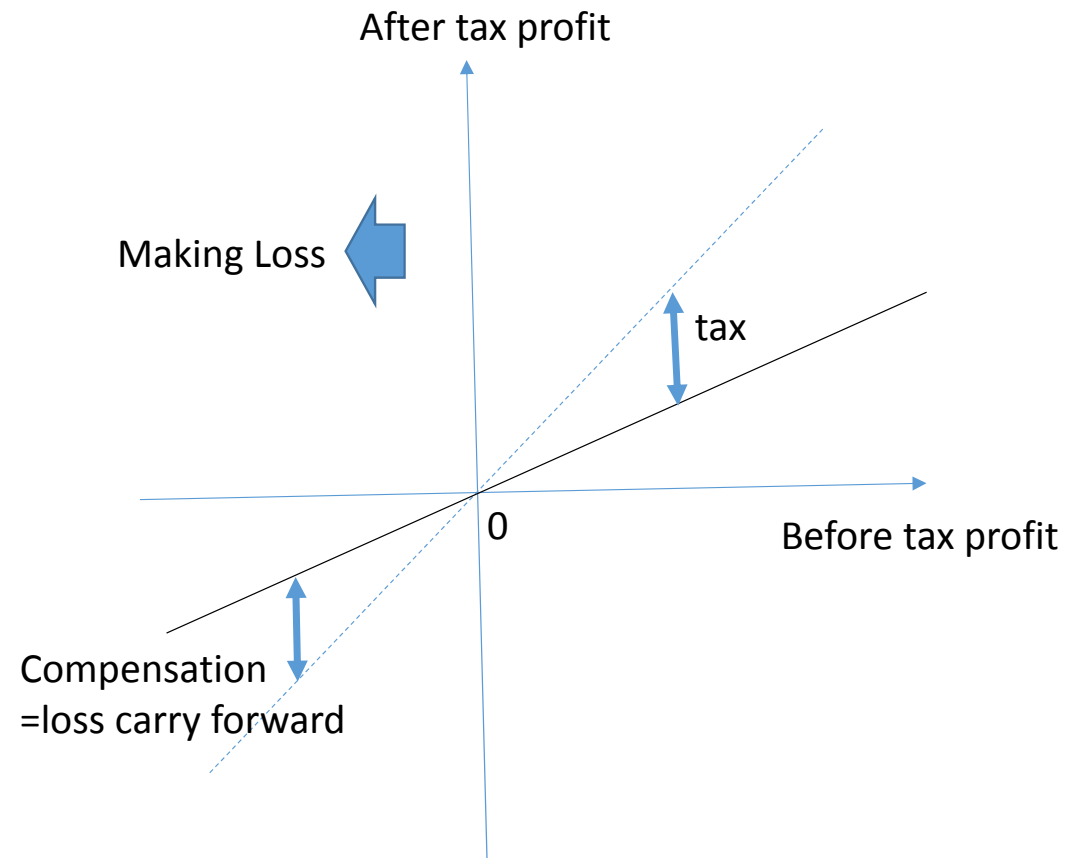 After tax profit
Making Loss
tax
0
Before tax profit
Compensation
=loss carry forward